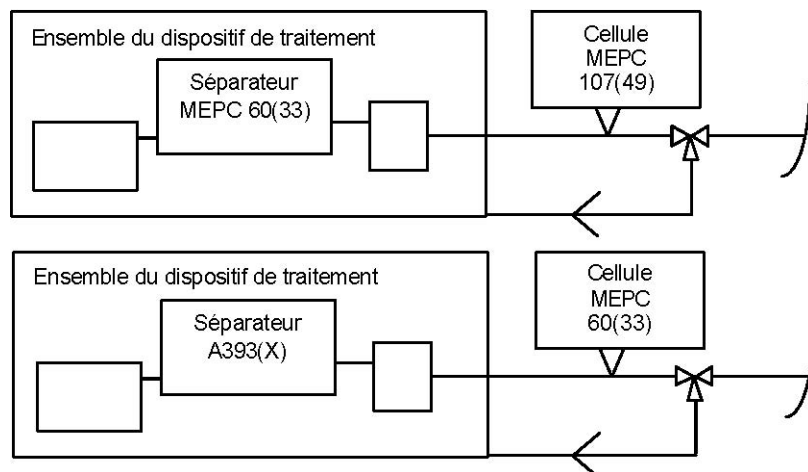 Ensemble du dispositif de traitement
Séparateur
MEPC 60(33)
Cellule
MEPC
107(49)
Ensemble du dispositif de traitement
Séparateur
A393(X)
Cellule
MEPC
60(33)